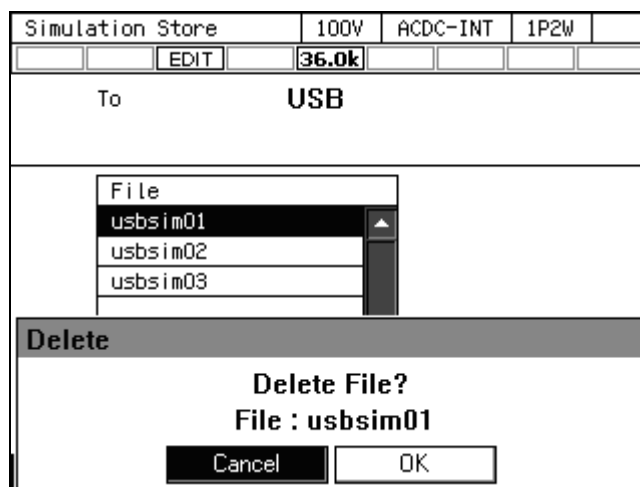 Simulation Store 100V ACDC-INT 1P2W
EDIT 36.0k
To USB
File
usbsim01
usbsim02
usbsim03
Delete
Delete File?
File : usbsim01
Cancel OK